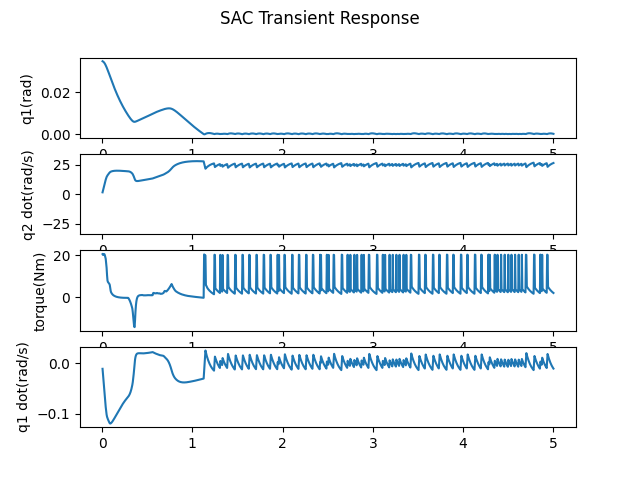 SAC Transient Response
q1(rad)
0.02
0.00
0 1 2 3 4 5
q2 dot(rad/s)
25
0
−25
0 1 2 3 4 5
torque(Nm)
20
0
0 1 2 3 4 5
q1 dot(rad/s)
0.0
−0.1
0 1 2 3 4 5